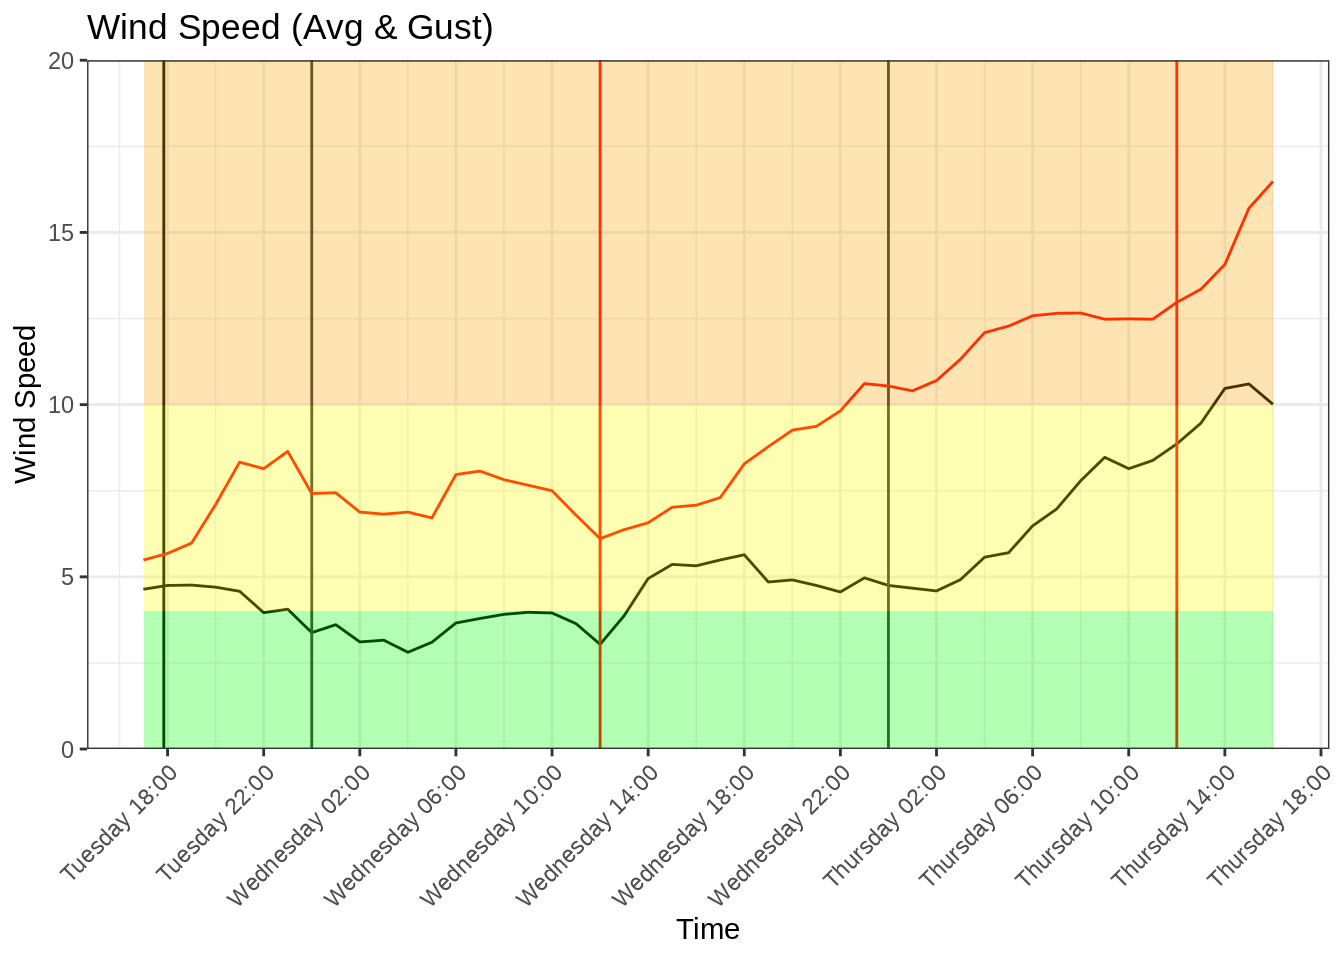 Wind Speed (Avg & Gust)
20
15
10
5
0
Wind Speed
Tuesday 18:00
Tuesday 22:00
Wednesday 02:00
Wednesday 06:00
Wednesday 10:00
Wednesday 14:00
Wednesday 18:00
Wednesday 22:00
Thursday 02:00
Thursday 06:00
Thursday 10:00
Thursday 14:00
Thursday 18:00
Time